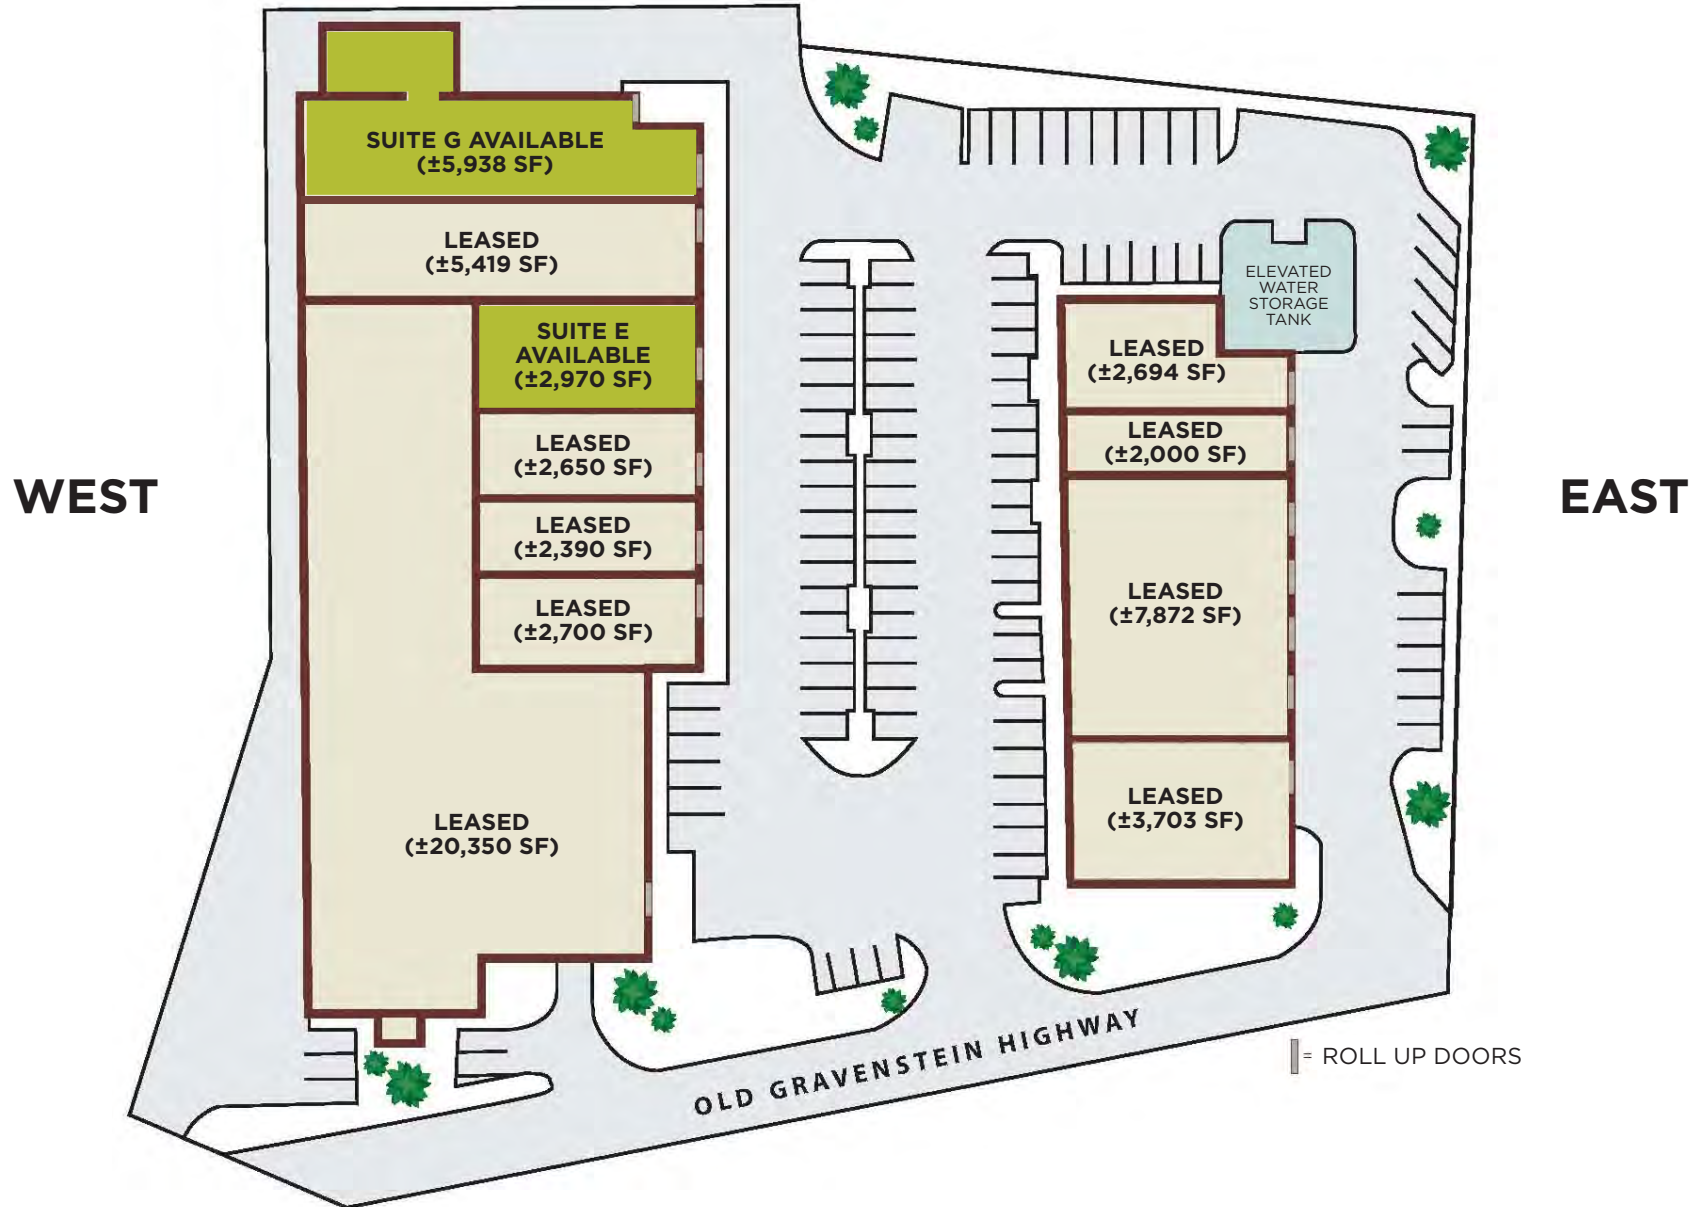 SUITE G AVAILABLE
(±5,938 SF)
LEASED
(±5,419 SF)
SUITE E
AVAILABLE
(±2,970 SF)
LEASED
(±2,650 SF)
LEASED
(±2,390 SF)
LEASED
(±2,700 SF)
LEASED
(±20,350 SF)
WEST
ELEVATED
WATER
STORAGE
TANK
LEASED
(±2,694 SF)
LEASED
(±2,000 SF)
LEASED
(±7,872 SF)
LEASED
(±3,703 SF)
EAST
OLD GRAVENSTEIN HIGHWAY
= ROLL UP DOORS